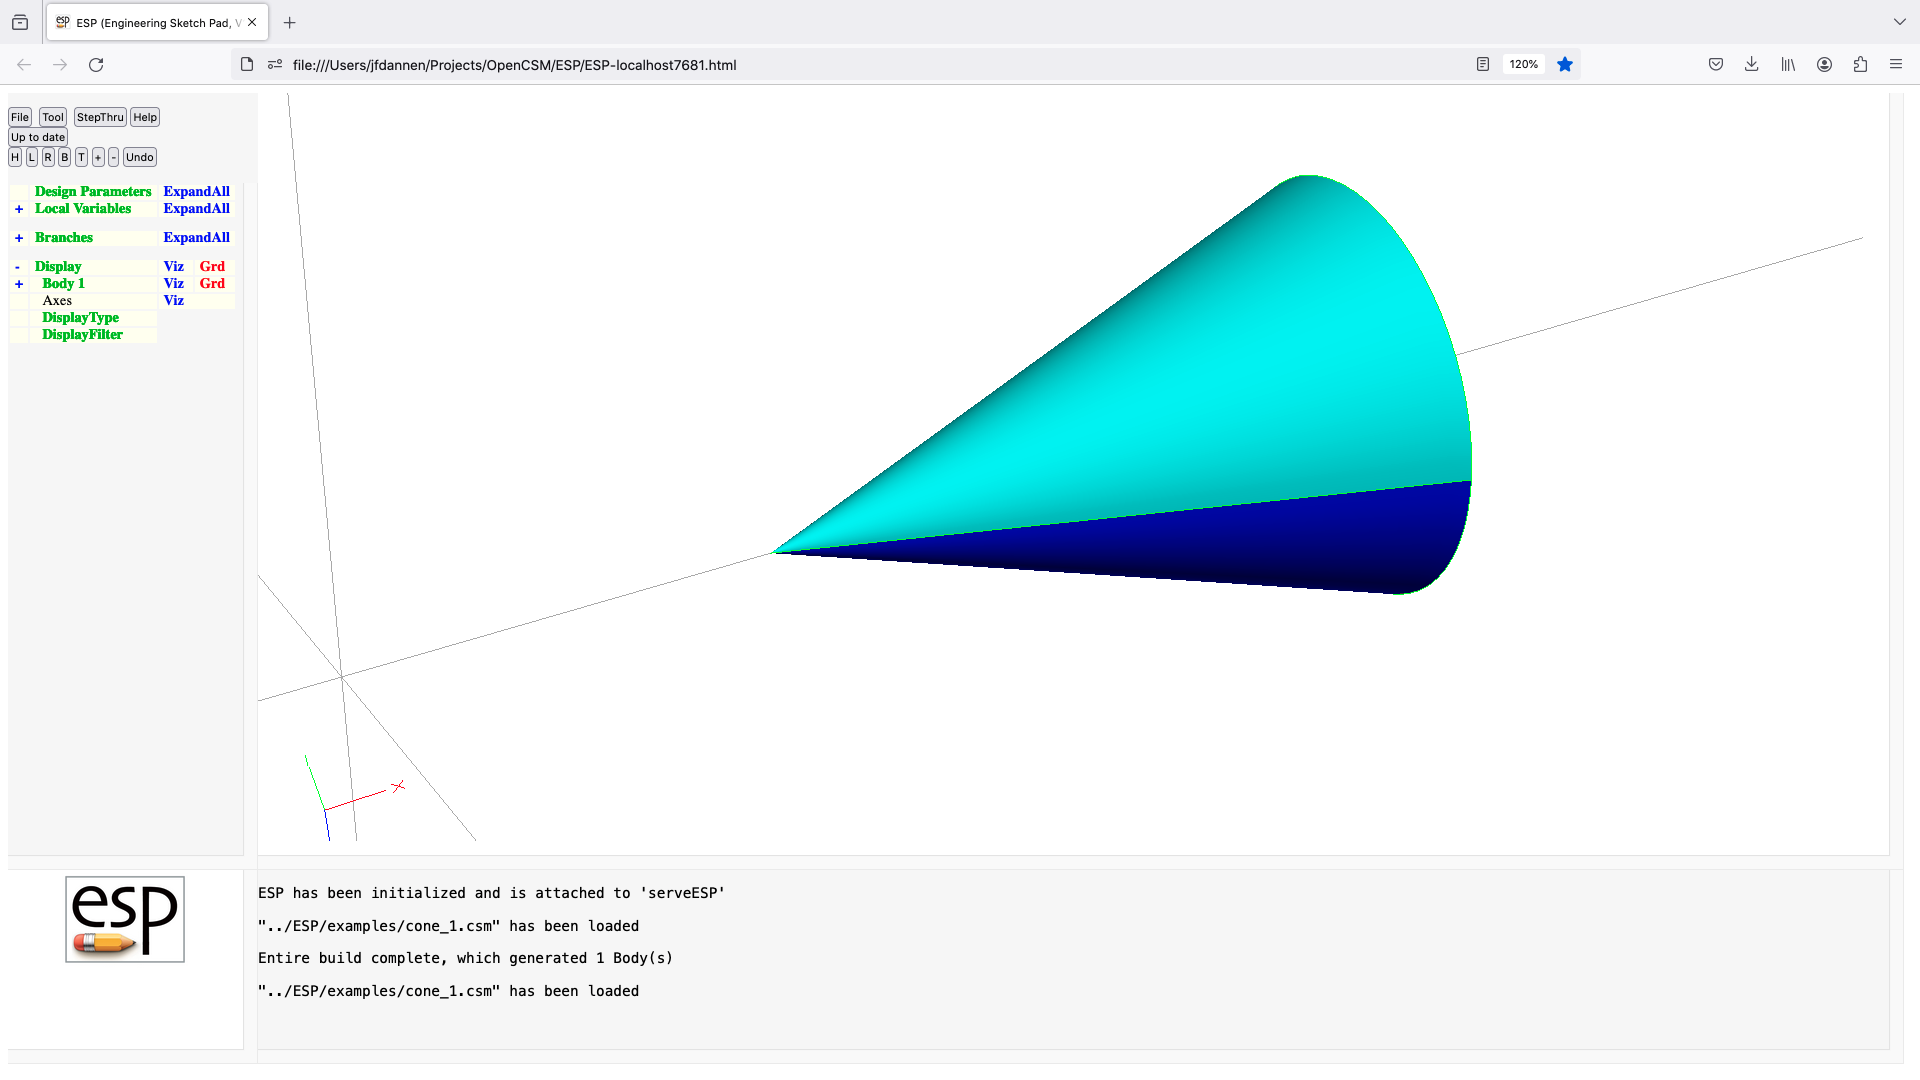 esp ESP (Engineering Sketch Pad, V
file:///Users/jfdannen/Projects/OpenCSM/ESP/ESP-localhost7681.html 120%
File Tool StepThru Help
Up to date
H L R B T + - Undo
Design Parameters ExpandAll
+ Local Variables ExpandAll
+ Branches ExpandAll
- Display Viz Grd
+ Body 1 Viz Grd
Axes Viz
DisplayType
DisplayFilter
X
esp
ESP has been initialized and is attached to 'serveESP'
"../ESP/examples/cone_1.csm" has been loaded
Entire build complete, which generated 1 Body(s)
"../ESP/examples/cone_1.csm" has been loaded